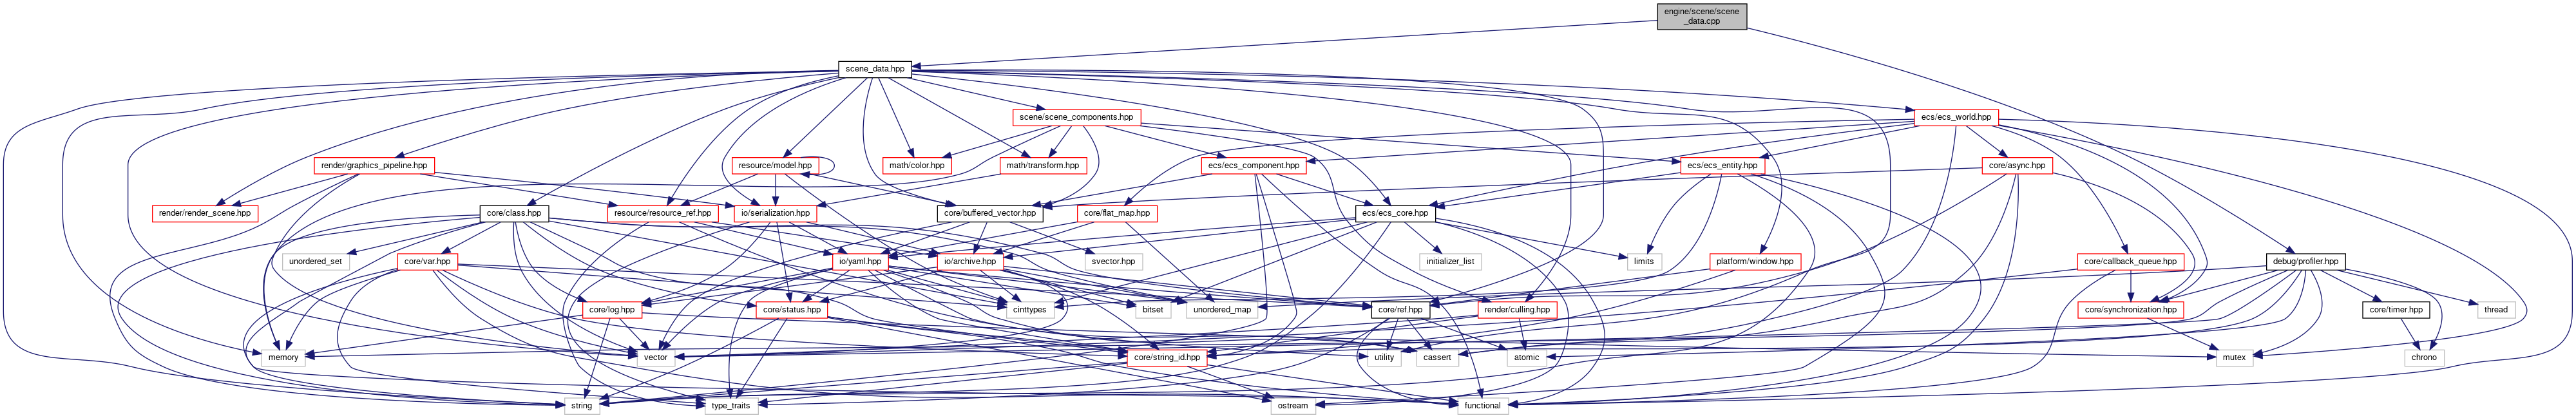 engine/scene/scene
_data.cpp
scene_data.hpp
scene/scene_components.hpp
ecs/ecs_world.hpp
render/graphics_pipeline.hpp
resource/model.hpp
math/color.hpp
math/transform.hpp
ecs/ecs_component.hpp
ecs/ecs_entity.hpp
core/async.hpp
render/render_scene.hpp
core/class.hpp
resource/resource_ref.hpp
io/serialization.hpp
core/buffered_vector.hpp
core/flat_map.hpp
ecs/ecs_core.hpp
unordered_set
core/var.hpp
io/yaml.hpp
io/archive.hpp
svector.hpp
initializer_list
limits
platform/window.hpp
core/callback_queue.hpp
debug/profiler.hpp
core/log.hpp
core/status.hpp
cinttypes
bitset
unordered_map
core/ref.hpp
render/culling.hpp
core/synchronization.hpp
core/timer.hpp
thread
memory
vector
core/string_id.hpp
utility
cassert
atomic
mutex
chrono
string
type_traits
ostream
functional